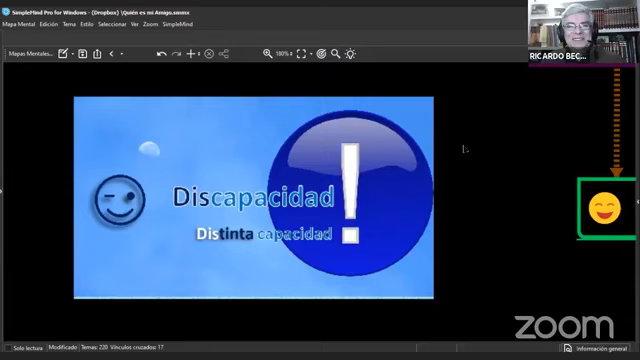 SimpleMind Pro for Windows - (Dropbox) \Quién es mi Amigo.smmx
Mapa Mental Edición Tema Estilo Seleccionar Ver Zoom SimpleMind
Mapas Mentales...
180%
RICARDO BEC...
Discapacidad
!
Distinta capacidad
zoom
Solo lectura Modificado Temas: 220 Vínculos cruzados: 17 Información general